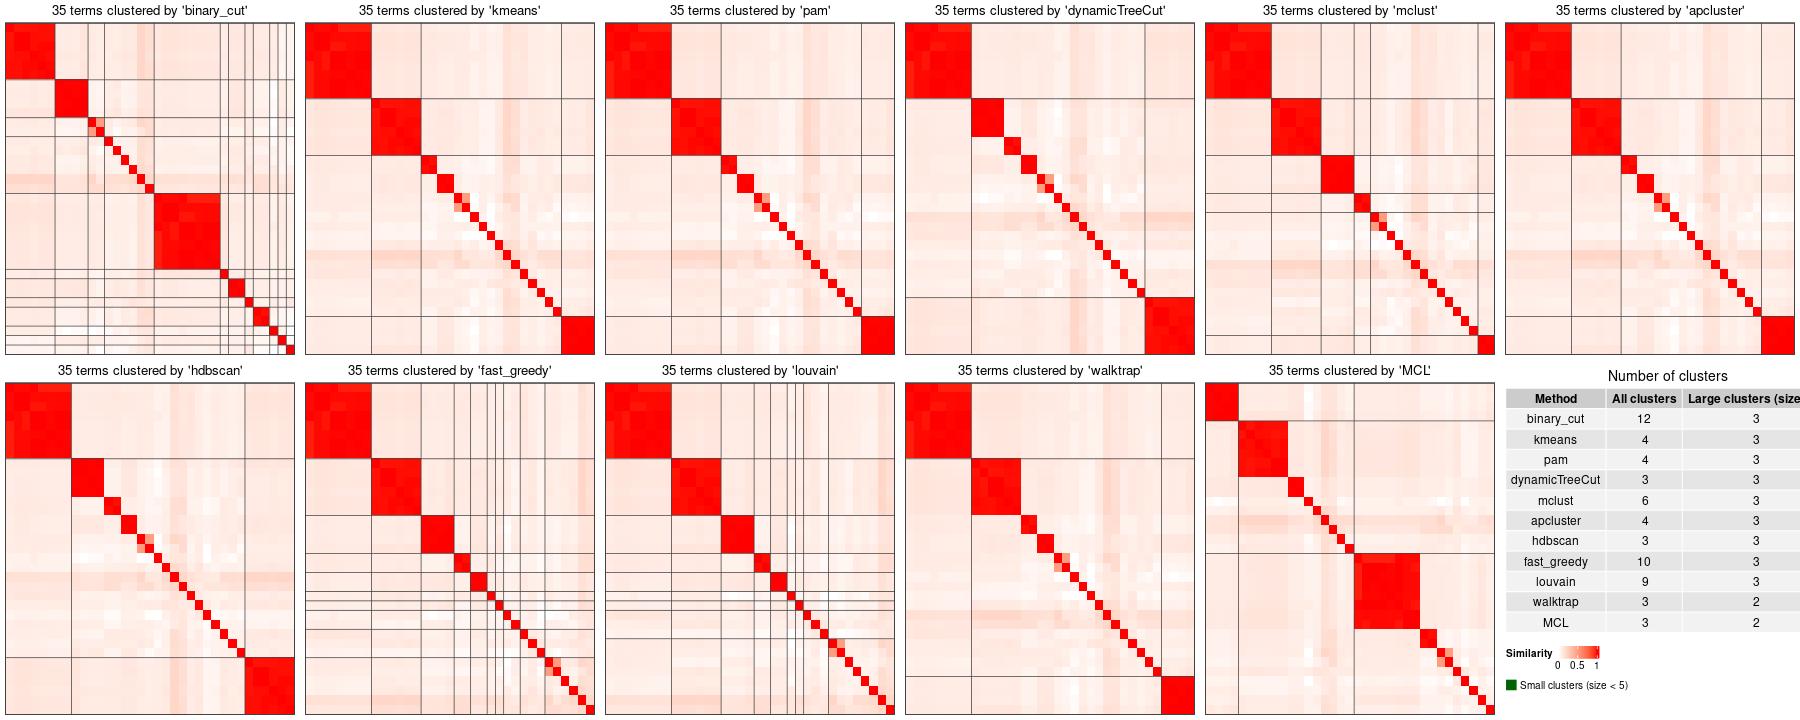 35 terms clustered by 'binary_cut'
35 terms clustered by 'kmeans'
35 terms clustered by 'pam'
35 terms clustered by 'dynamicTreeCut'
35 terms clustered by 'mclust'
35 terms clustered by 'apcluster'
35 terms clustered by 'hdbscan'
35 terms clustered by 'fast_greedy'
35 terms clustered by 'louvain'
35 terms clustered by 'walktrap'
35 terms clustered by 'MCL'
Number of clusters
Method All clusters Large clusters (size
binary_cut 12 3
kmeans 4 3
pam 4 3
dynamicTreeCut 3 3
mclust 6 3
apcluster 4 3
hdbscan 3 3
fast_greedy 10 3
louvain 9 3
walktrap 3 2
MCL 3 2
Similarity
0 0.5 1
Small clusters (size < 5)